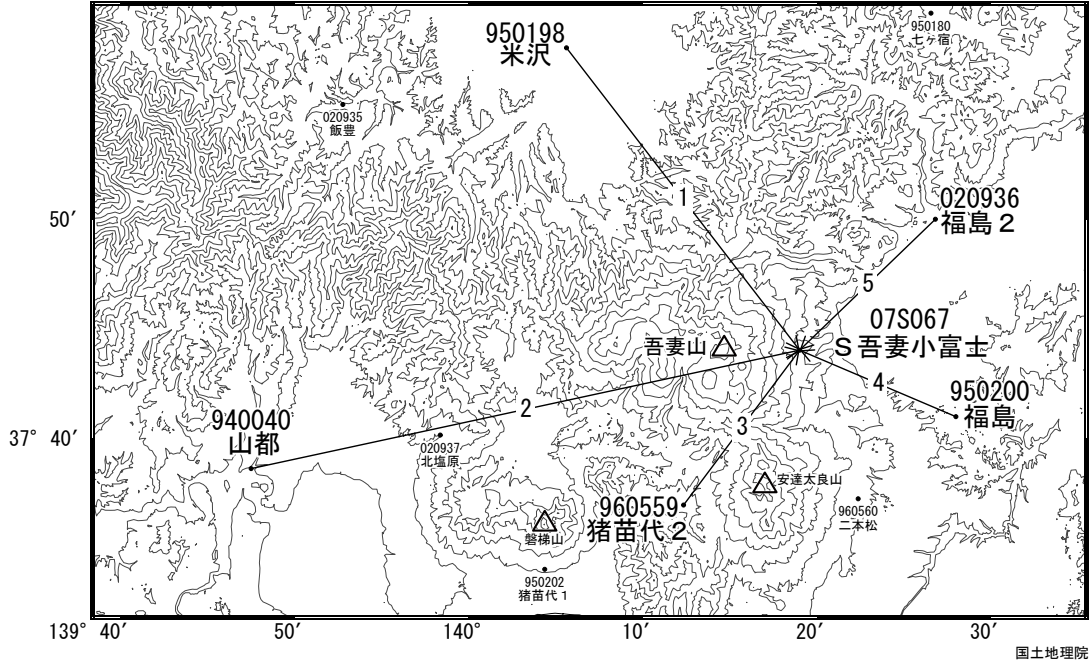 950198
米沢
950180
七ヶ宿
020935
飯豊
1
020936
福島2
50′
5
07S067
S吾妻小富士
吾妻山
4
950200
福島
2
940040
山都
3
37° 40′
020937
北塩原
安達太良山
960559
猪苗代2
960560
二本松
磐梯山
950202
猪苗代1
139° 40′
50′
140°
10′
20′
30′
国土地理院